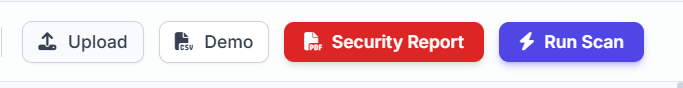 Upload
CSV Demo
PDF Security Report
Run Scan